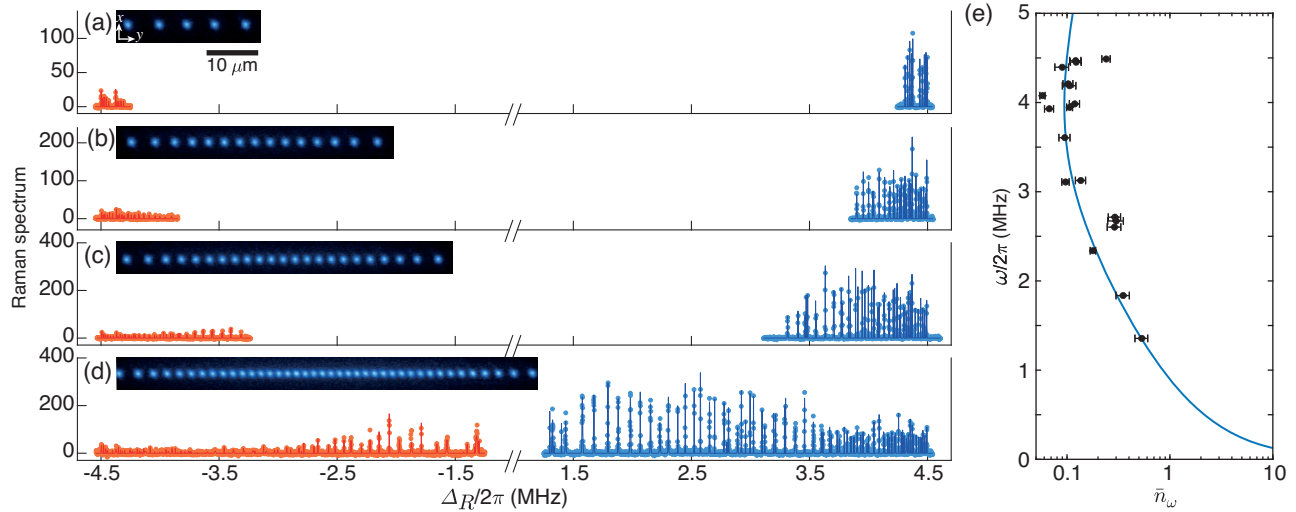 (a)
x
y
10 μm
100
50
0
(b)
200
100
0
Raman spectrum
(c)
400
200
0
(d)
400
200
0
-4.5 -3.5 -2.5 -1.5 1.5 2.5 3.5 4.5
Δ_R/2π (MHz)
(e)
5
4
3
2
1
0
ω/2π (MHz)
0.1 1 10
n̄_ω